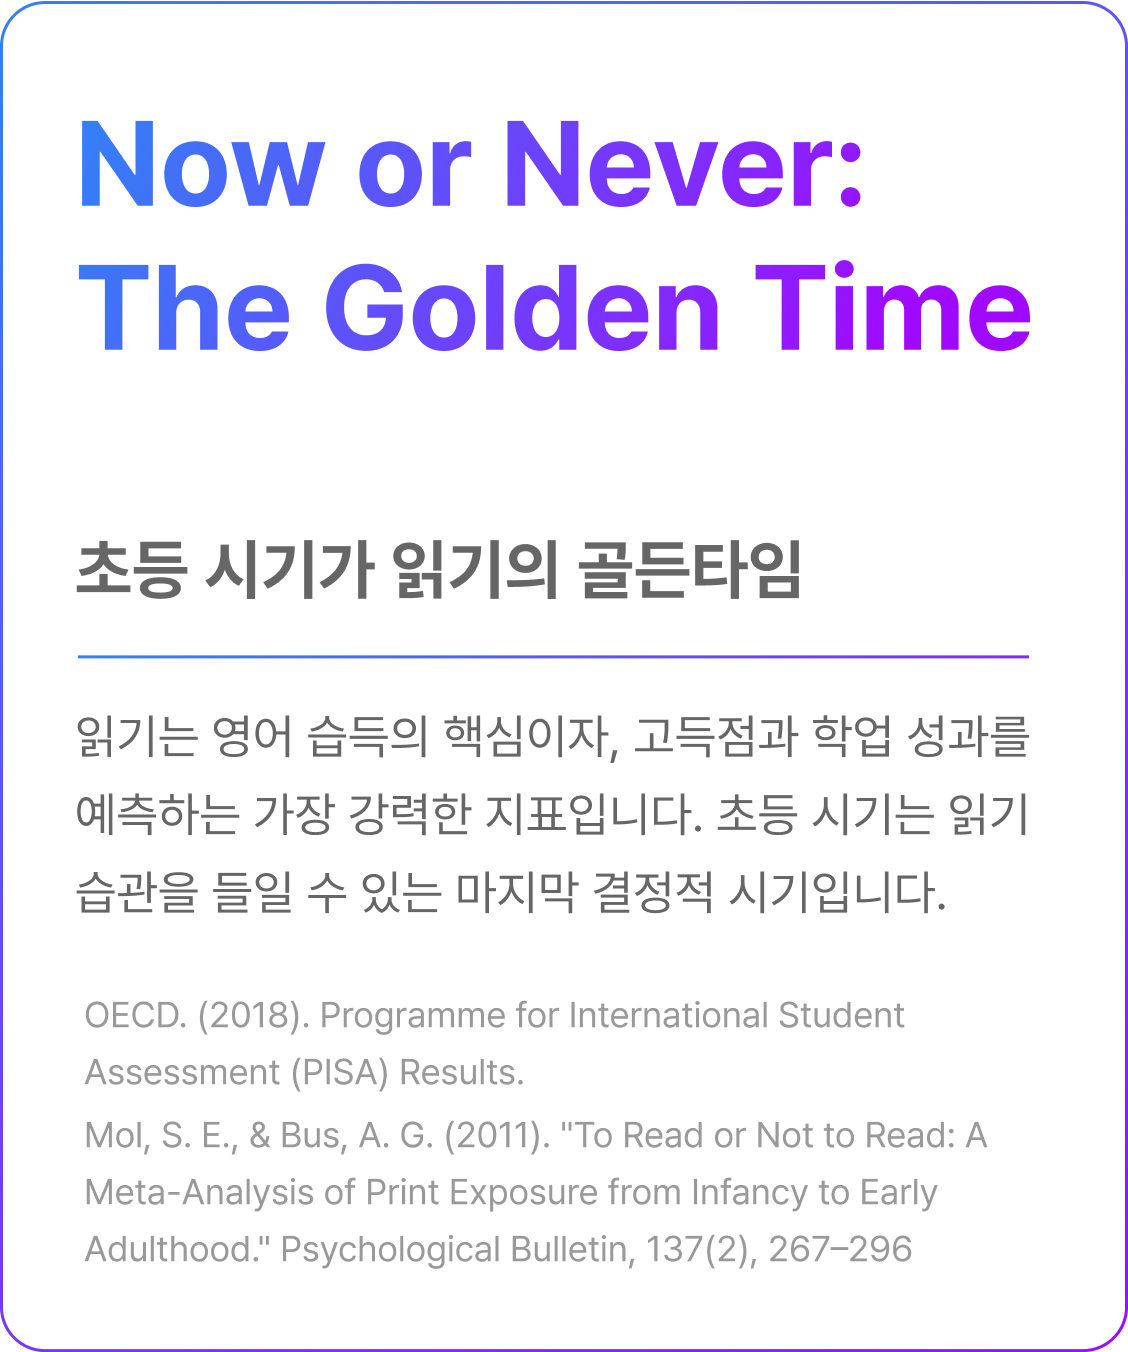 Now or Never:
The Golden Time
초등 시기가 읽기의 골든타임
읽기는 영어 습득의 핵심이자, 고득점과 학업 성과를
예측하는 가장 강력한 지표입니다. 초등 시기는 읽기
습관을 들일 수 있는 마지막 결정적 시기입니다.
OECD. (2018). Programme for International Student
Assessment (PISA) Results.
Mol, S. E., & Bus, A. G. (2011). "To Read or Not to Read: A
Meta-Analysis of Print Exposure from Infancy to Early
Adulthood." Psychological Bulletin, 137(2), 267–296